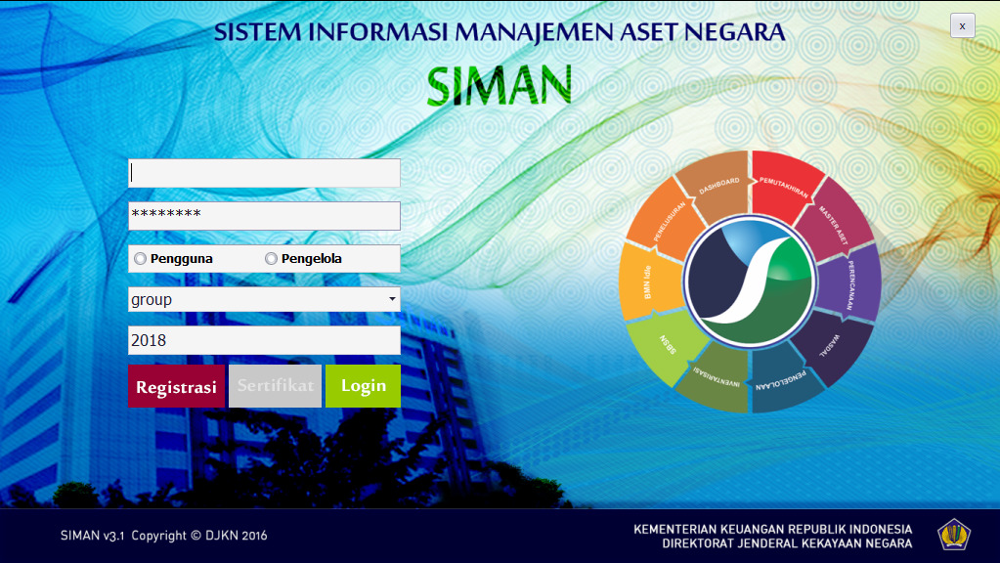 SISTEM INFORMASI MANAJEMEN ASET NEGARA
x
SIMAN
********
Pengguna
Pengelola
group
2018
Registrasi
Sertifikat
Login
DASHBOARD
PEMUTAKHIRAN
MASTER ASET
PERENCANAAN
WASDAL
PENGELOLAAN
INVENTARISASI
SBSN
BMN idle
PENELUSURAN
SIMAN v3.1 Copyright © DJKN 2016
KEMENTERIAN KEUANGAN REPUBLIK INDONESIA
DIREKTORAT JENDERAL KEKAYAAN NEGARA